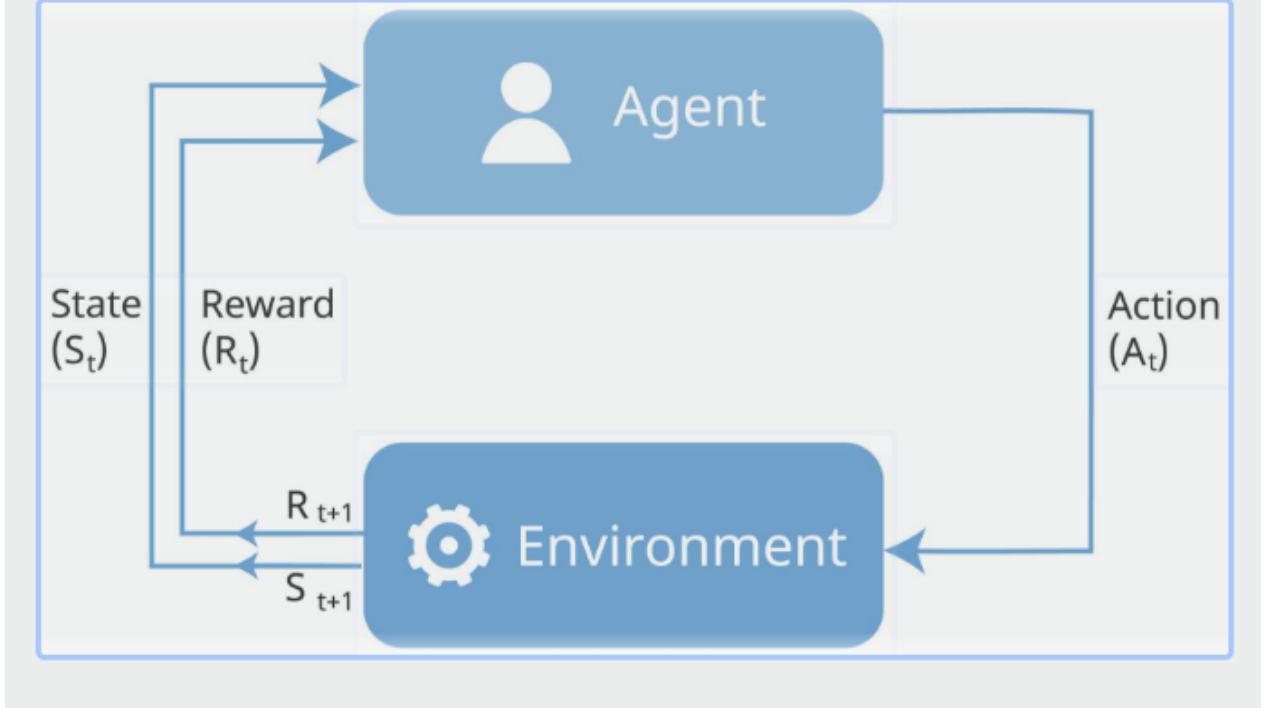 Agent
State
(Sₜ)
Reward
(Rₜ)
Action
(Aₜ)
R ₜ₊₁
Environment
S ₜ₊₁